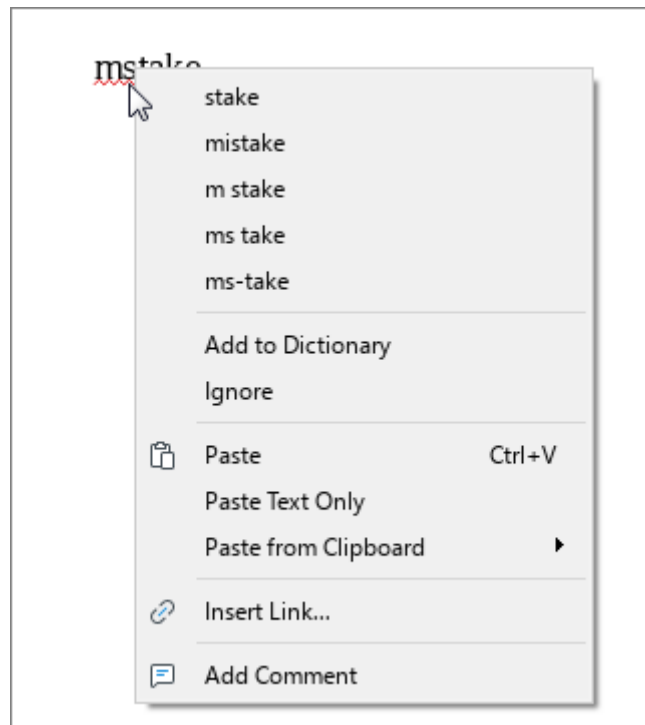 mstake
stake
mistake
m stake
ms take
ms-take
Add to Dictionary
Ignore
Paste Ctrl+V
Paste Text Only
Paste from Clipboard
Insert Link...
Add Comment